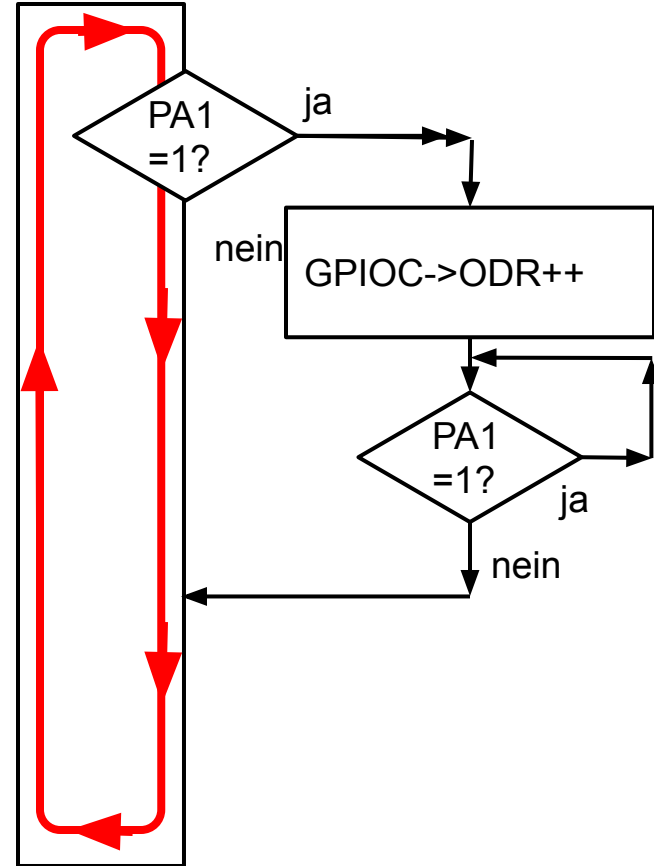 PA1
=1?
ja
nein
GPIOC->ODR++
PA1
=1?
ja
nein